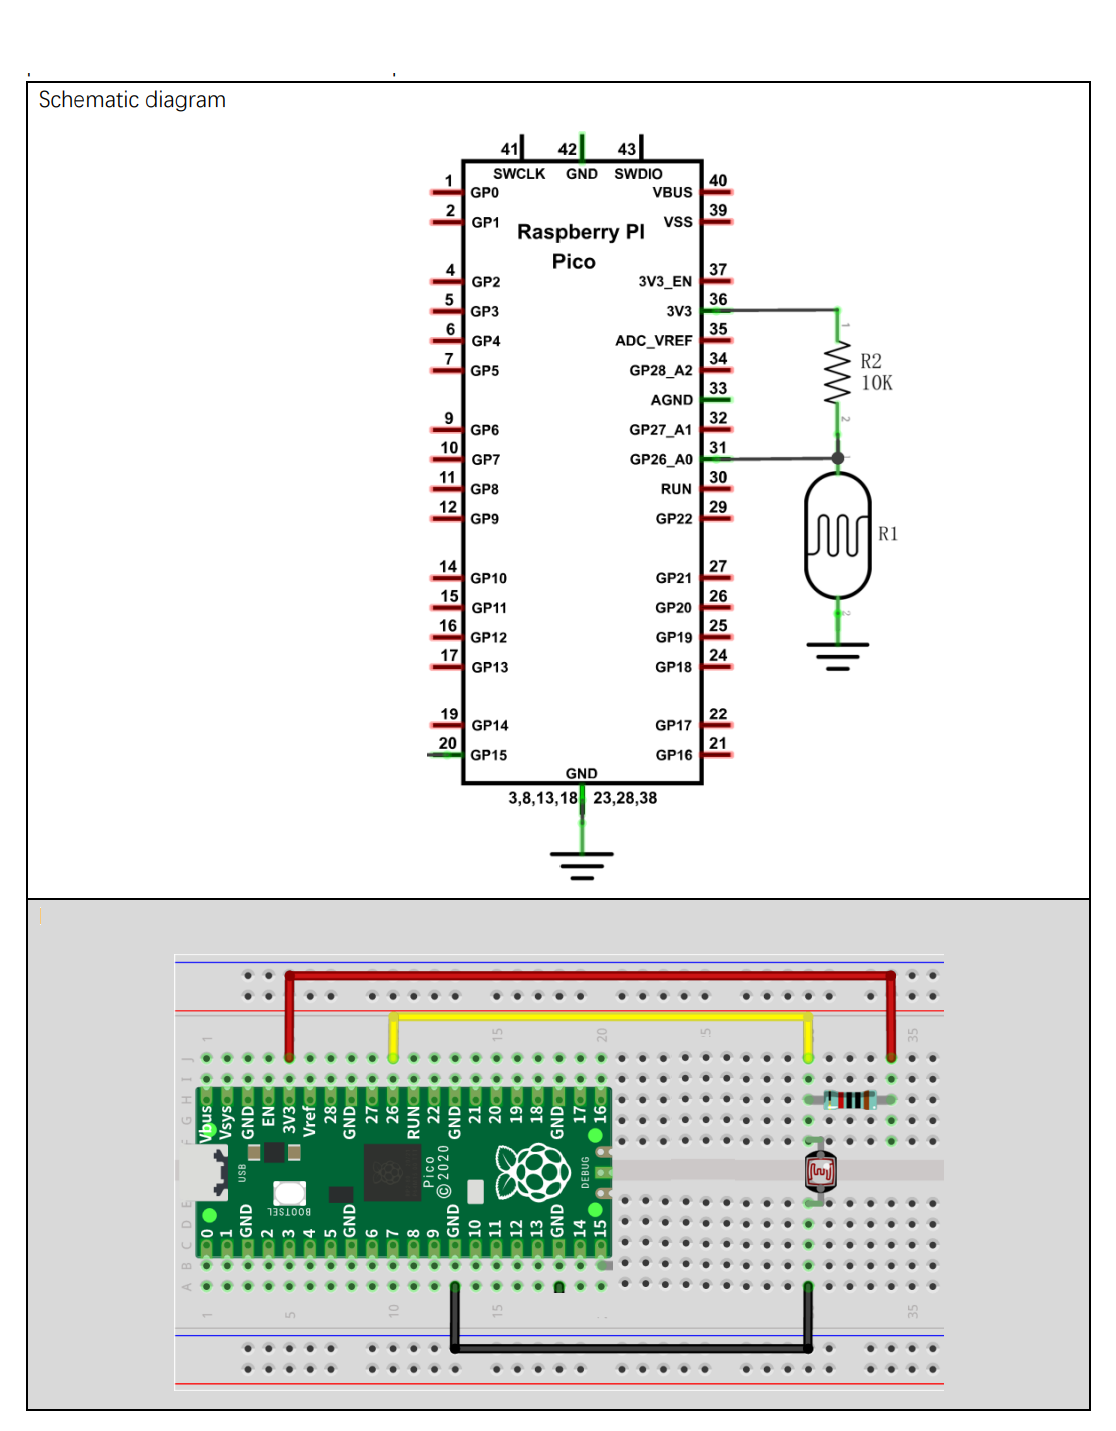 Schematic diagram
41 42 43
SWCLK GND SWDIO
Raspberry PI
Pico
1 GP0 VBUS 40
2 GP1 VSS 39
4 GP2 3V3_EN 37
5 GP3 3V3 36
6 GP4 ADC_VREF 35
7 GP5 GP28_A2 34
AGND 33
9 GP6 GP27_A1 32
10 GP7 GP26_A0 31
11 GP8 RUN 30
12 GP9 GP22 29
14 GP10 GP21 27
15 GP11 GP20 26
16 GP12 GP19 25
17 GP13 GP18 24
19 GP14 GP17 22
20 GP15 GP16 21
GND
3,8,13,18 23,28,38
1
R2
10K
2
1
R1
2
1 15 20 35
J
I
H
G
F
Vbus Vsys GND EN 3V3 Vref 28 GND 27 26 RUN 22 GND 21 20 19 18 GND 17 16
USB
BOOTSEL
Pico
© 2020
DEBUG
0 1 GND 2 3 4 5 GND 6 7 8 9 GND 10 11 12 13 GND 14 15
E
D
C
B
A
1 5 10 15 35